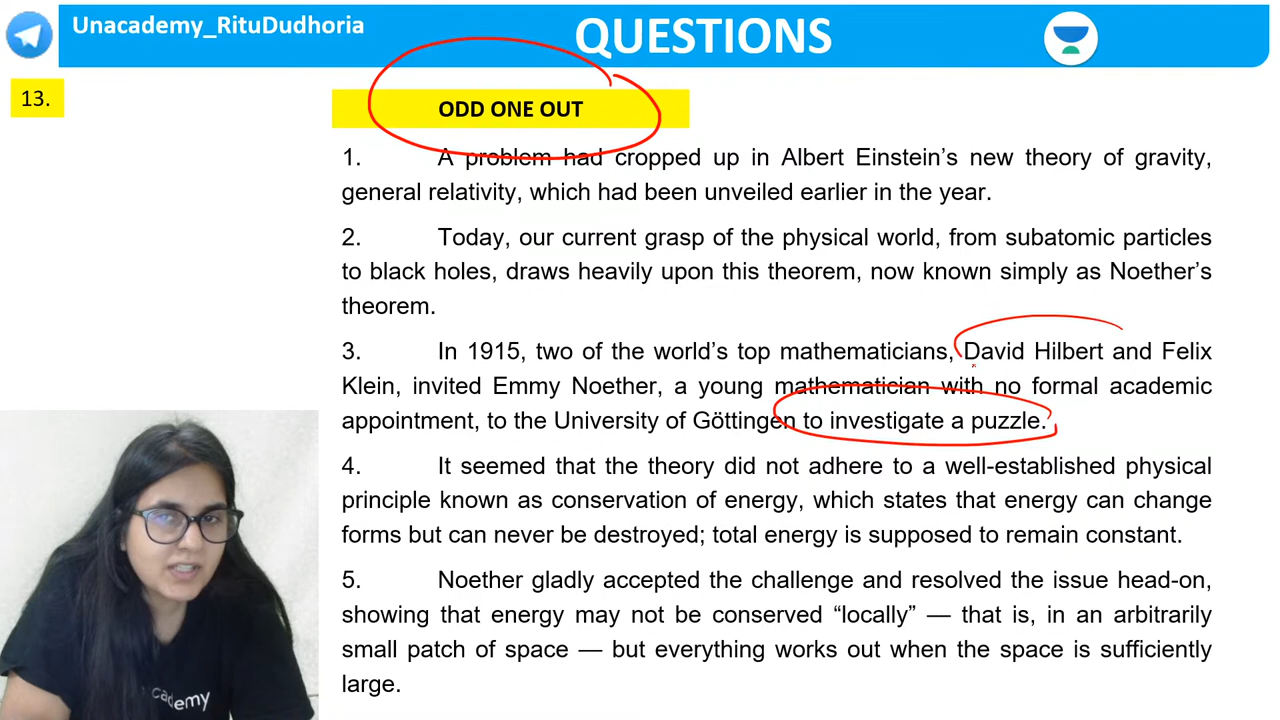 Unacademy_RituDudhoria
QUESTIONS
13.
ODD ONE OUT
1. A problem had cropped up in Albert Einstein’s new theory of gravity,
general relativity, which had been unveiled earlier in the year.
2. Today, our current grasp of the physical world, from subatomic particles
to black holes, draws heavily upon this theorem, now known simply as Noether’s
theorem.
3. In 1915, two of the world’s top mathematicians, David Hilbert and Felix
Klein, invited Emmy Noether, a young mathematician with no formal academic
appointment, to the University of Göttingen to investigate a puzzle.
4. It seemed that the theory did not adhere to a well-established physical
principle known as conservation of energy, which states that energy can change
forms but can never be destroyed; total energy is supposed to remain constant.
5. Noether gladly accepted the challenge and resolved the issue head-on,
showing that energy may not be conserved “locally” — that is, in an arbitrarily
small patch of space — but everything works out when the space is sufficiently
large.